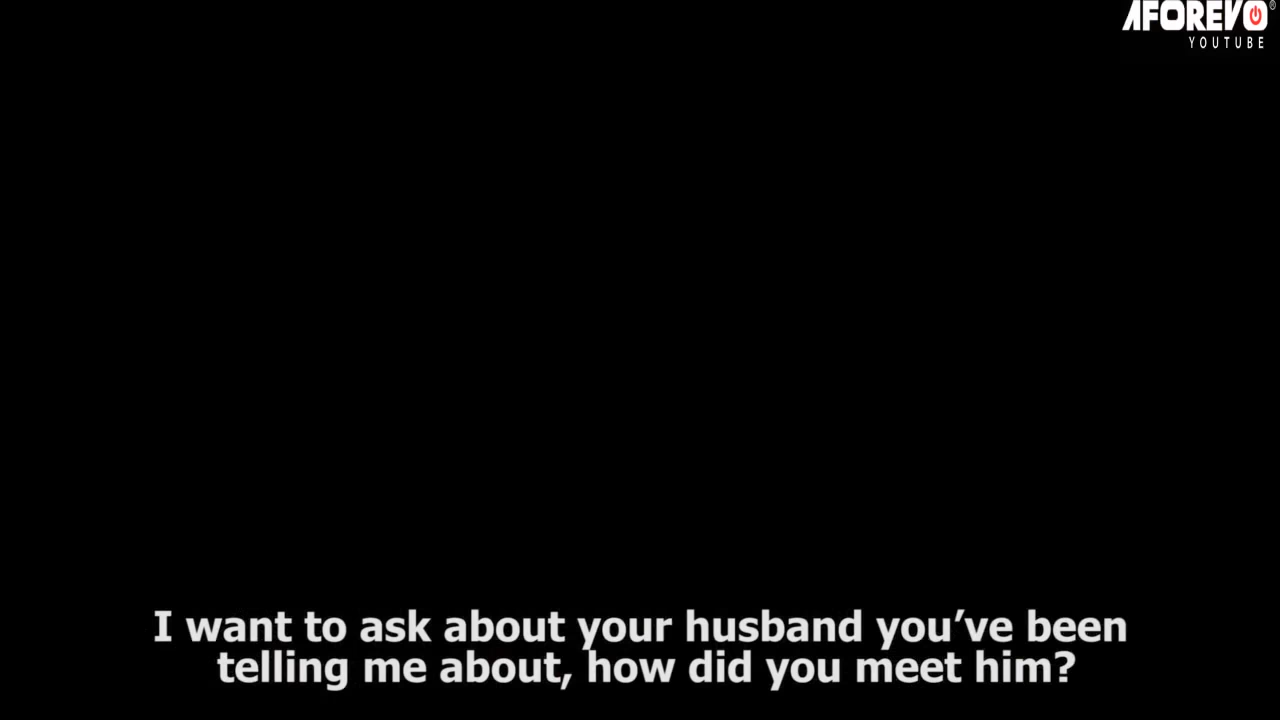 AFOREVO®
YOUTUBE
I want to ask about your husband you’ve been
telling me about, how did you meet him?